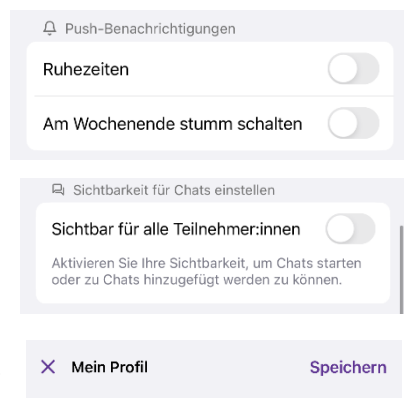 Push-Benachrichtigungen
Ruhezeiten
Am Wochenende stumm schalten
Sichtbarkeit für Chats einstellen
Sichtbar für alle Teilnehmer:innen
Aktivieren Sie Ihre Sichtbarkeit, um Chats starten
oder zu Chats hinzugefügt werden zu können.
Mein Profil Speichern